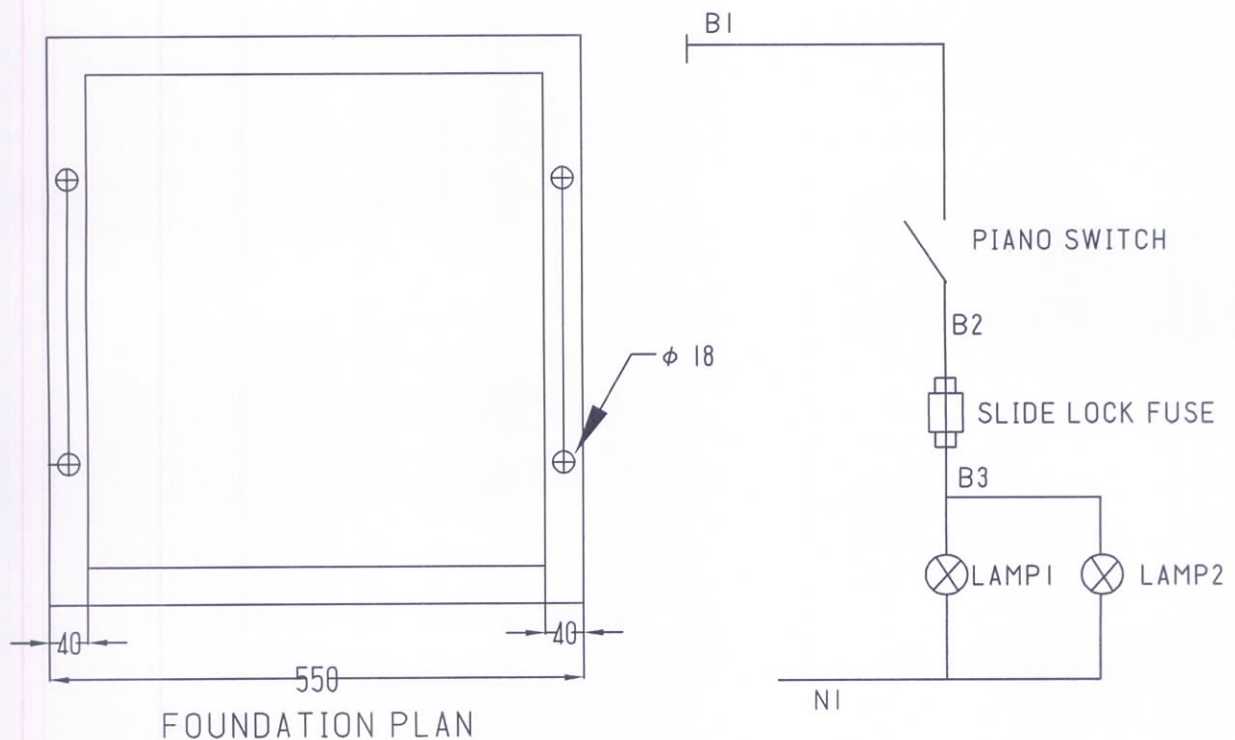 B1
PIANO SWITCH
B2
ϕ 18
SLIDE LOCK FUSE
B3
LAMP1
LAMP2
40
40
550
N1
FOUNDATION PLAN